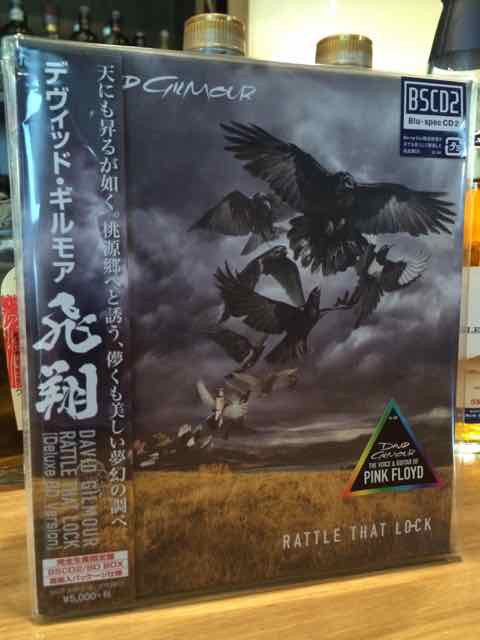 デヴィッド・ギルモア
飛翔
DAVID GILMOUR
RATTLE THAT LOCK
(Deluxe BD Version)
完全生産限定盤
BSCD2/BD BOX
¥5,000+税
天にも昇るが如く。桃源郷へと誘う、儚くも美しい夢幻の調べ
D GILMOUR
BSCD2
Blu-spec CD2
DAVID
GILMOUR
THE VOICE & GUITAR OF
PINK FLOYD
RATTLE THAT LOCK